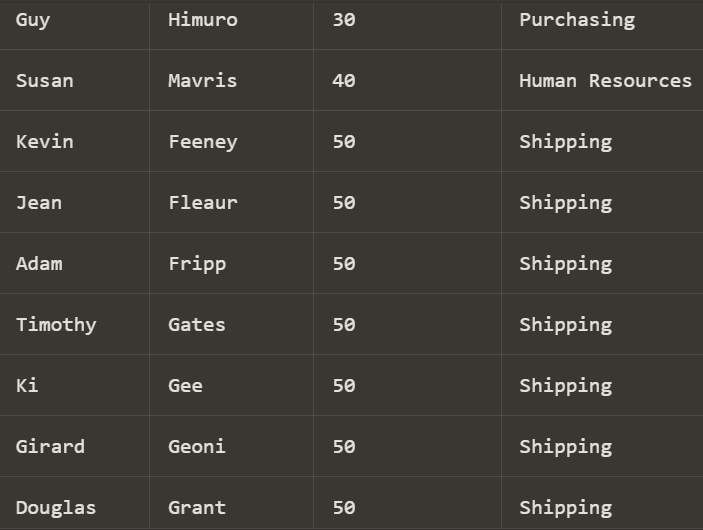 Guy Himuro 30 Purchasing
Susan Mavris 40 Human Resources
Kevin Feeney 50 Shipping
Jean Fleaur 50 Shipping
Adam Fripp 50 Shipping
Timothy Gates 50 Shipping
Ki Gee 50 Shipping
Girard Geoni 50 Shipping
Douglas Grant 50 Shipping